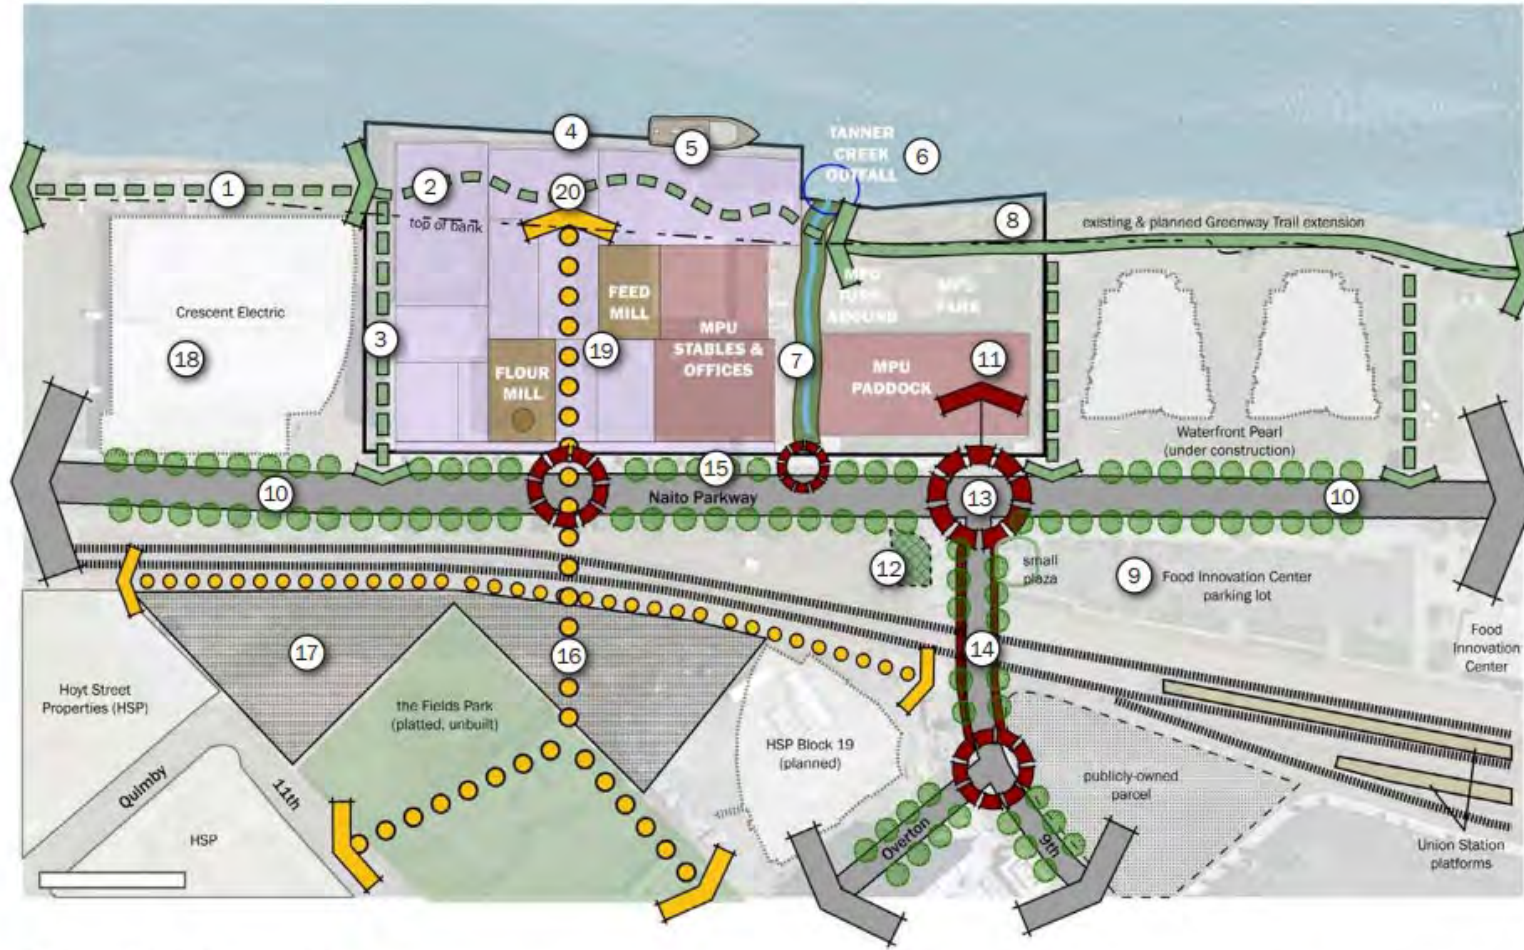 4
5
TANNER
CREEK
OUTFALL
6
1
2
20
8
top of bank
existing & planned Greenway Trail extension
Crescent Electric
18
3
FEED
MILL
19
MPU
STABLES &
OFFICES
7
MPU
PARK
11
FLOUR
MILL
MPU
PADDOCK
Waterfront Pearl
(under construction)
15
10
Naito Parkway
13
10
12
small
plaza
9
Food Innovation Center
parking lot
Food
Innovation
Center
17
16
14
Hoyt Street
Properties (HSP)
the Fields Park
(platted, unbuilt)
HSP Block 19
(planned)
publicly-owned
parcel
Quimby
11th
HSP
Overton
9th
Union Station
platforms